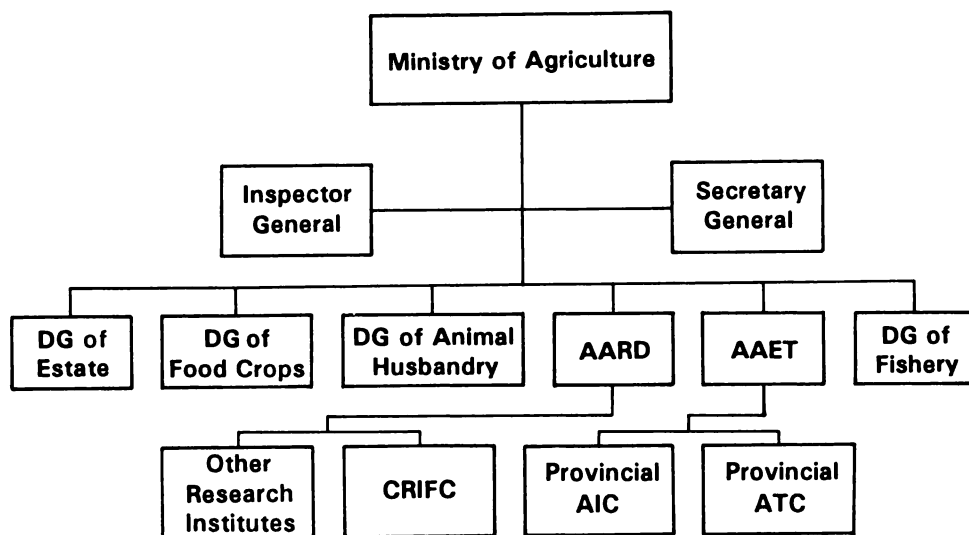 Ministry of Agriculture
Inspector
General
Secretary
General
DG of
Estate
DG of
Food Crops
DG of Animal
Husbandry
AARD
AAET
DG of
Fishery
Other
Research
Institutes
CRIFC
Provincial
AIC
Provincial
ATC